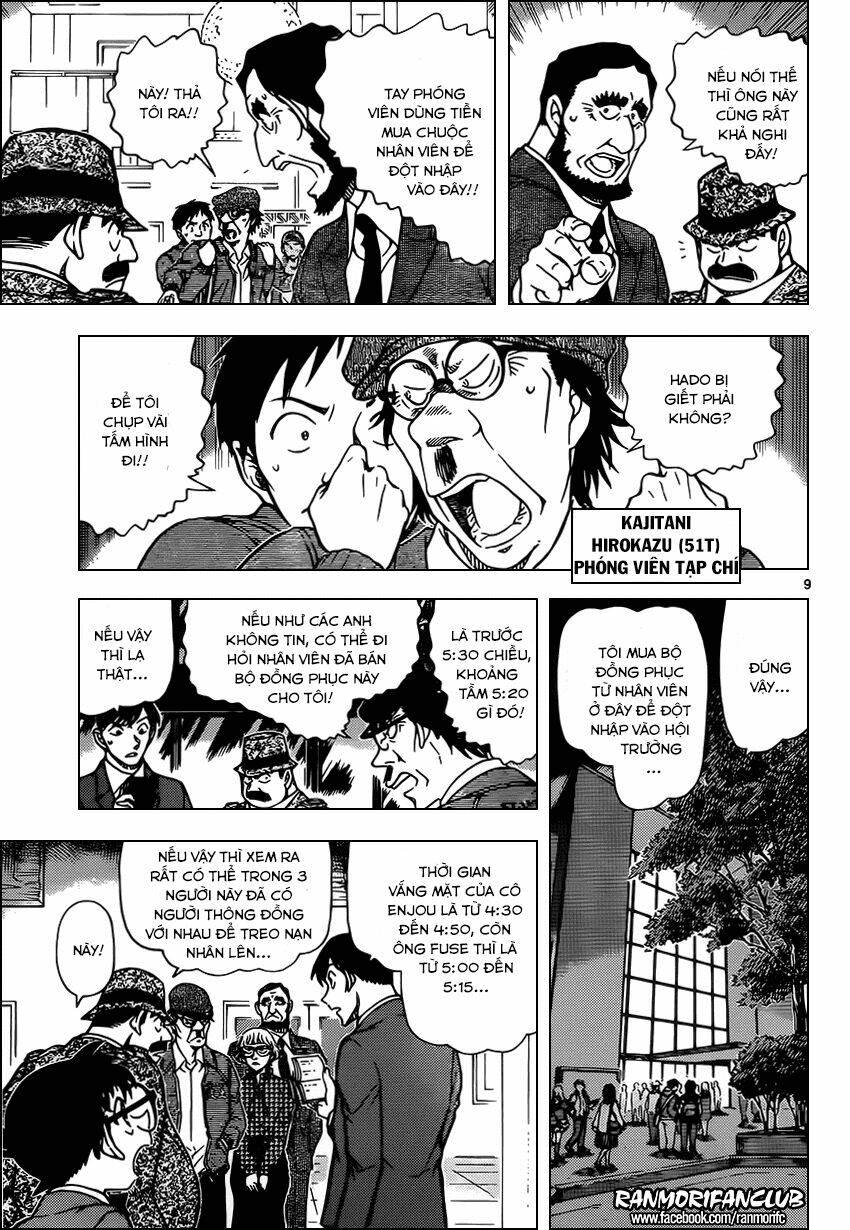 NẾU NÓI THẾ
THÌ ÔNG NÀY
CŨNG RẤT
KHẢ NGHI
ĐẤY!
TAY PHÓNG
VIÊN DÙNG TIỀN
MUA CHUỘC
NHÂN VIÊN ĐỂ
ĐỘT NHẬP
VÀO ĐÂY!!
NÀY! THẢ
TÔI RA!!
HADO BỊ
GIẾT PHẢI
KHÔNG?
ĐỂ TÔI
CHỤP VÀI
TẤM HÌNH
ĐI!!
KAJITANI
HIROKAZU (51T)
PHÓNG VIÊN TẠP CHÍ
9
ĐÚNG
VẬY...
TÔI MUA BỘ
ĐỒNG PHỤC
TỪ NHÂN VIÊN
Ở ĐÂY ĐỂ ĐỘT
NHẬP VÀO HỘI
TRƯỜNG
...
LÀ TRƯỚC
5:30 CHIỀU,
KHOẢNG
TẦM 5:20
GÌ ĐÓ!
NẾU NHƯ CÁC ANH
KHÔNG TIN, CÓ THỂ ĐI
HỎI NHÂN VIÊN ĐÃ BÁN
BỘ ĐỒNG PHỤC NÀY
CHO TÔI!
NẾU VẬY
THÌ LẠ
THẬT...
THỜI GIAN
VẮNG MẶT CỦA CÔ
ENJOU LÀ TỪ 4:30
ĐẾN 4:50, CÒN
ÔNG FUSE THÌ LÀ
TỪ 5:00 ĐẾN
5:15...
NẾU VẬY THÌ XEM RA
RẤT CÓ THỂ TRONG 3
NGƯỜI NÀY ĐÃ CÓ
NGƯỜI THÔNG ĐỒNG
VỚI NHAU ĐỂ TREO NẠN
NHÂN LÊN...
NÀY!
RANMORIFANCLUB
www.facebook.com/ranmorifc